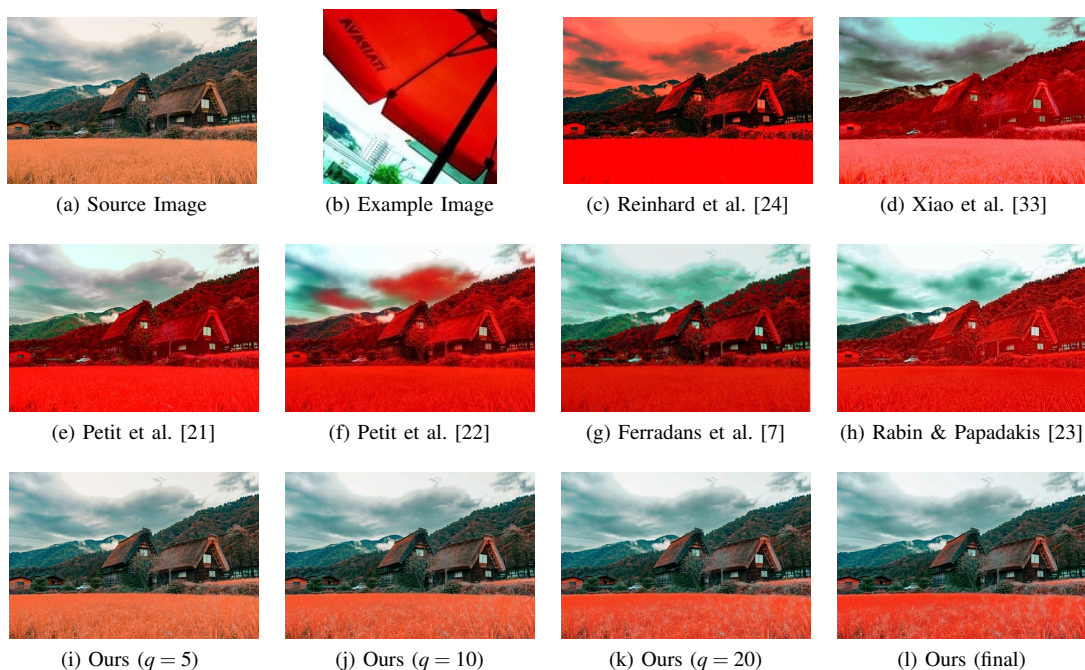 ITAIPAVA
(a) Source Image
(b) Example Image
(c) Reinhard et al. [24]
(d) Xiao et al. [33]
(e) Petit et al. [21]
(f) Petit et al. [22]
(g) Ferradans et al. [7]
(h) Rabin & Papadakis [23]
(i) Ours (q = 5)
(j) Ours (q = 10)
(k) Ours (q = 20)
(l) Ours (final)